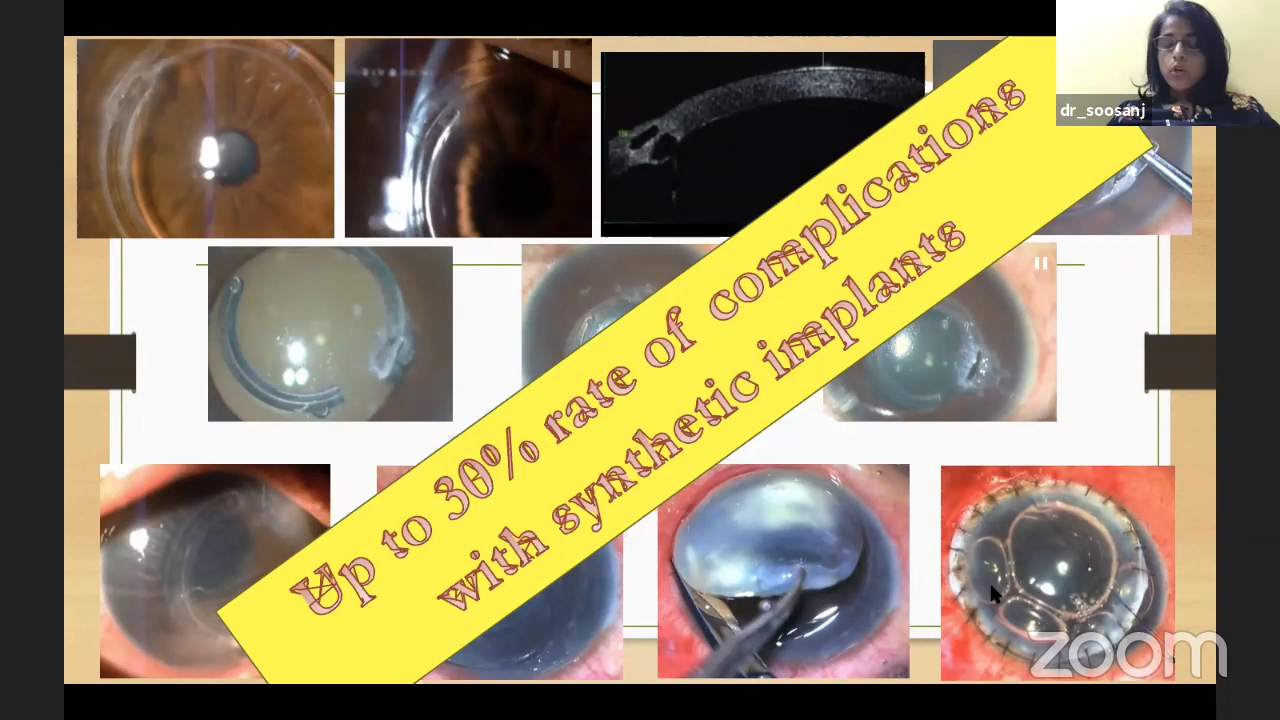 dr_soosanj
Up to 30% rate of complications
with synthetic implants
zoom